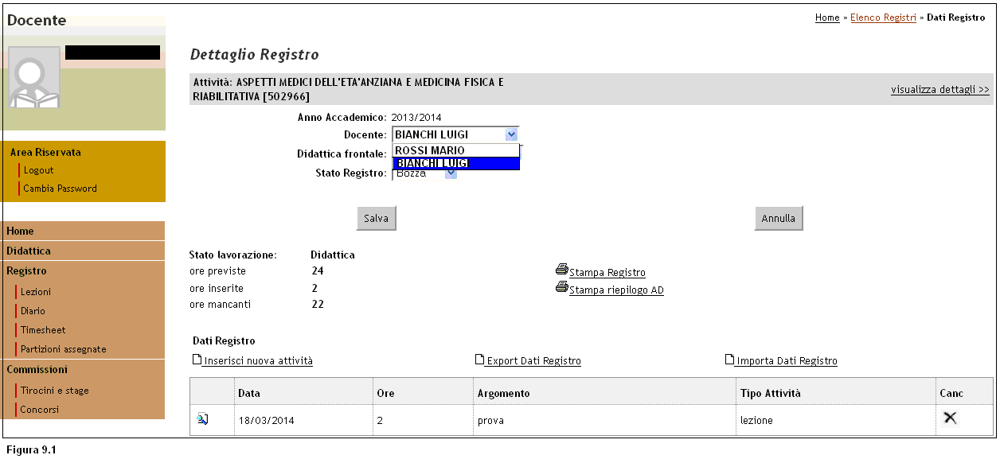 Docente
Home » Elenco Registri » Dati Registro
Dettaglio Registro
Attività: ASPETTI MEDICI DELL'ETA'ANZIANA E MEDICINA FISICA E
RIABILITATIVA [502966]
visualizza dettagli >>
Anno Accademico: 2013/2014
Docente: BIANCHI LUIGI
ROSSI MARIO
BIANCHI LUIGI
Didattica frontale:
Stato Registro: Bozza
Area Riservata
Logout
Cambia Password
Salva
Annulla
Home
Didattica
Registro
Lezioni
Diario
Timesheet
Partizioni assegnate
Commissioni
Tirocini e stage
Concorsi
Stato lavorazione: Didattica
ore previste 24
ore inserite 2
ore mancanti 22
Stampa Registro
Stampa riepilogo AD
Dati Registro
Inserisci nuova attività
Export Dati Registro
Importa Dati Registro
Data Ore Argomento Tipo Attività Canc
18/03/2014 2 prova lezione
Figura 9.1